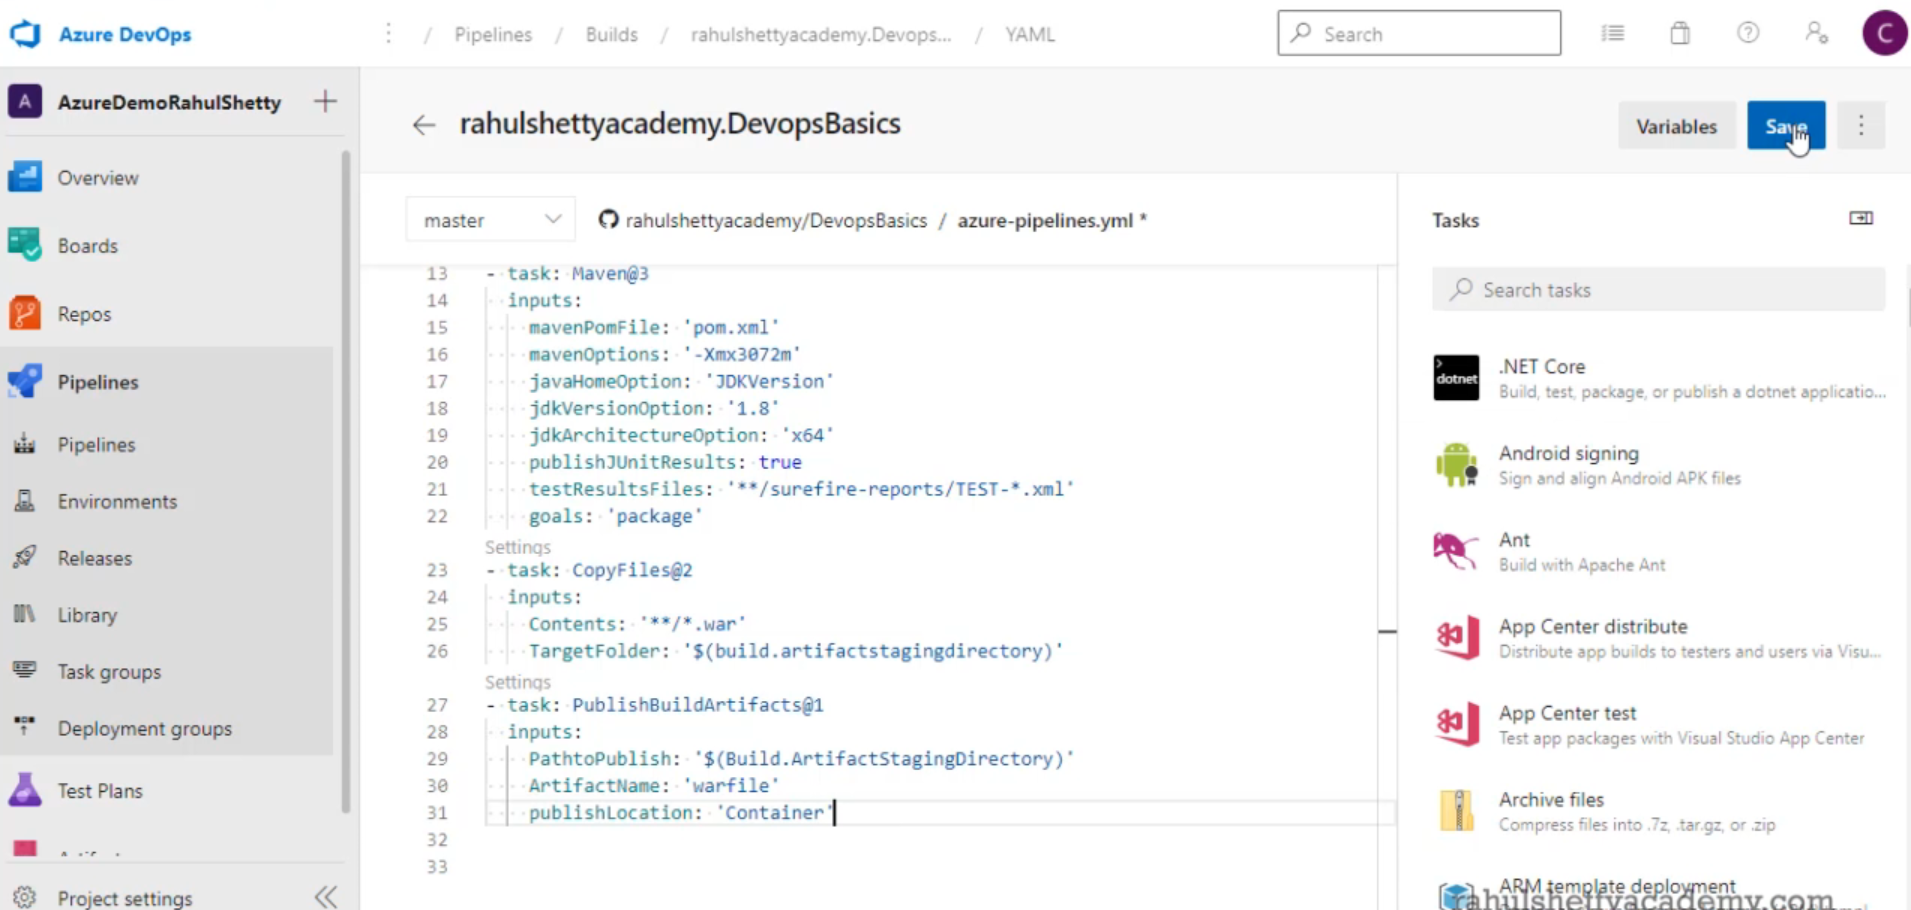 Azure DevOps
/ Pipelines / Builds / rahulshettyacademy.Devops... / YAML
Search
C
A AzureDemoRahulShetty
Overview
Boards
Repos
Pipelines
Pipelines
Environments
Releases
Library
Task groups
Deployment groups
Test Plans
Project settings
rahulshettyacademy.DevopsBasics
Variables
Save
master
rahulshettyacademy/DevopsBasics / azure-pipelines.yml *
13 - task: Maven@3
14 inputs:
15 mavenPomFile: 'pom.xml'
16 mavenOptions: '-Xmx3072m'
17 javaHomeOption: 'JDKVersion'
18 jdkVersionOption: '1.8'
19 jdkArchitectureOption: 'x64'
20 publishJUnitResults: true
21 testResultsFiles: '**/surefire-reports/TEST-*.xml'
22 goals: 'package'
Settings
23 - task: CopyFiles@2
24 inputs:
25 Contents: '**/*.war'
26 TargetFolder: '$(build.artifactstagingdirectory)'
Settings
27 - task: PublishBuildArtifacts@1
28 inputs:
29 PathtoPublish: '$(Build.ArtifactStagingDirectory)'
30 ArtifactName: 'warfile'
31 publishLocation: 'Container'
32
33
Tasks
Search tasks
dotnet
.NET Core
Build, test, package, or publish a dotnet applicatio...
Android signing
Sign and align Android APK files
Ant
Build with Apache Ant
App Center distribute
Distribute app builds to testers and users via Visu...
App Center test
Test app packages with Visual Studio App Center
Archive files
Compress files into .7z, .tar.gz, or .zip
ARM template deployment
rahulshettyacademy.com